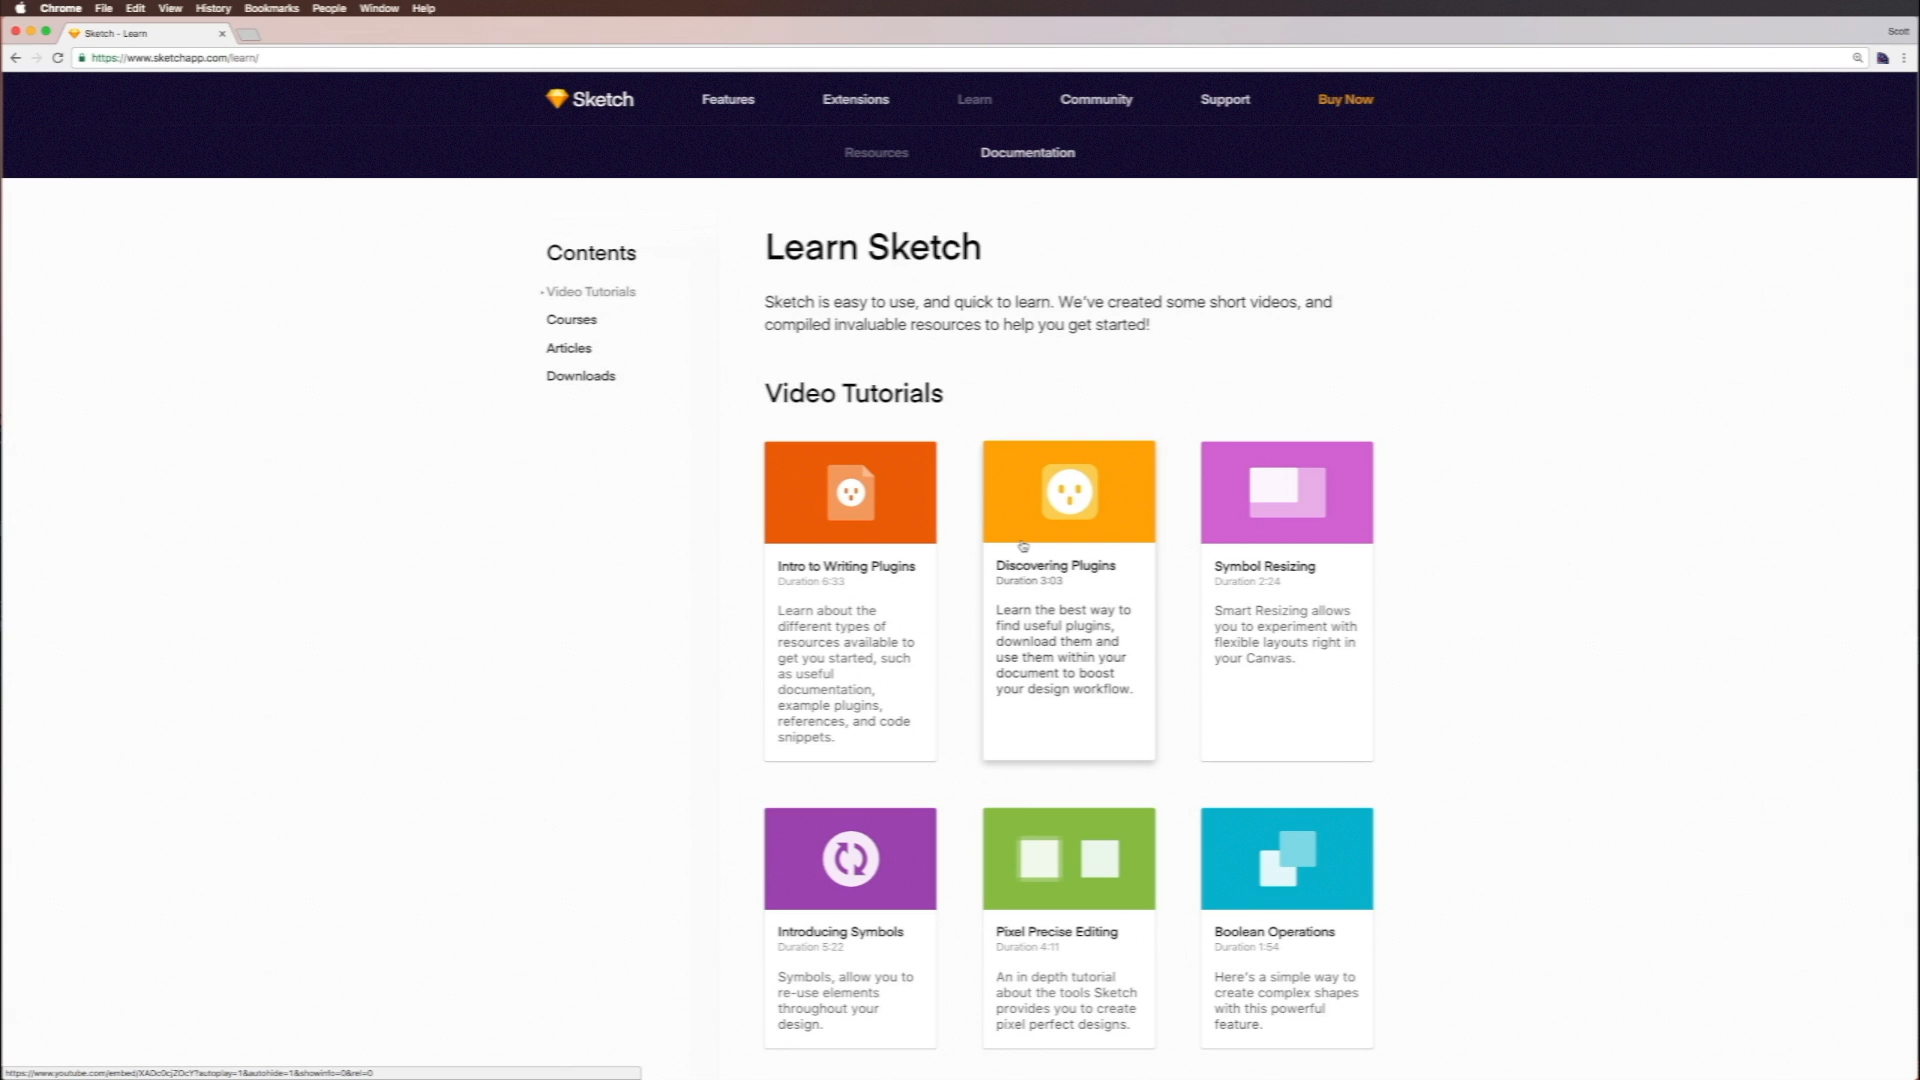 Chrome File Edit View History Bookmarks People Window Help
Sketch - Learn
Scott
https://www.sketchapp.com/learn/
Sketch Features Extensions Learn Community Support Buy Now
Resources Documentation
Contents
Video Tutorials
Courses
Articles
Downloads
Learn Sketch
Sketch is easy to use, and quick to learn. We've created some short videos, and
compiled invaluable resources to help you get started!
Video Tutorials
Intro to Writing Plugins
Duration 6:33
Learn about the
different types of
resources available to
get you started, such
as useful
documentation,
example plugins,
references, and code
snippets.
Discovering Plugins
Duration 3:03
Learn the best way to
find useful plugins,
download them and
use them within your
document to boost
your design workflow.
Symbol Resizing
Duration 2:24
Smart Resizing allows
you to experiment with
flexible layouts right in
your Canvas.
Introducing Symbols
Duration 5:22
Symbols, allow you to
re-use elements
throughout your
design.
Pixel Precise Editing
Duration 4:11
An in depth tutorial
about the tools Sketch
provides you to create
pixel perfect designs.
Boolean Operations
Duration 1:54
Here's a simple way to
create complex shapes
with this powerful
feature.